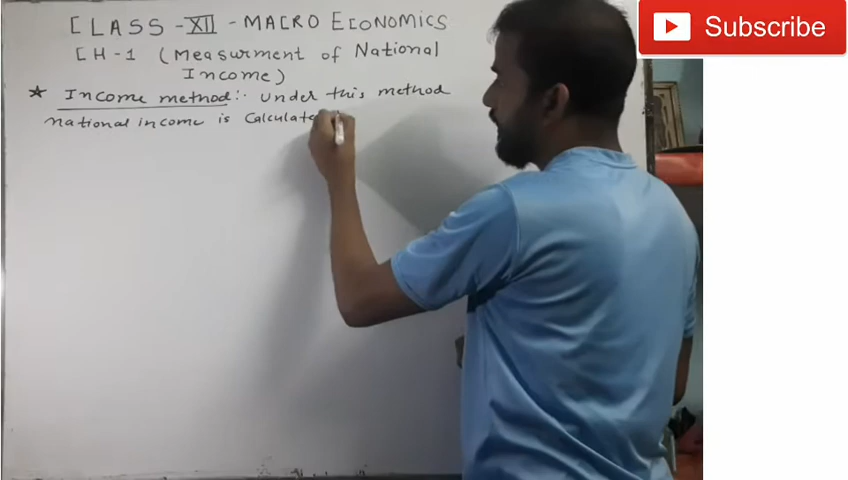 CLASS - XII - MACRO ECONOMICS
CH-1 (Measurment of National
Income)
* Income method:- Under this method
national income is Calculate
Subscribe